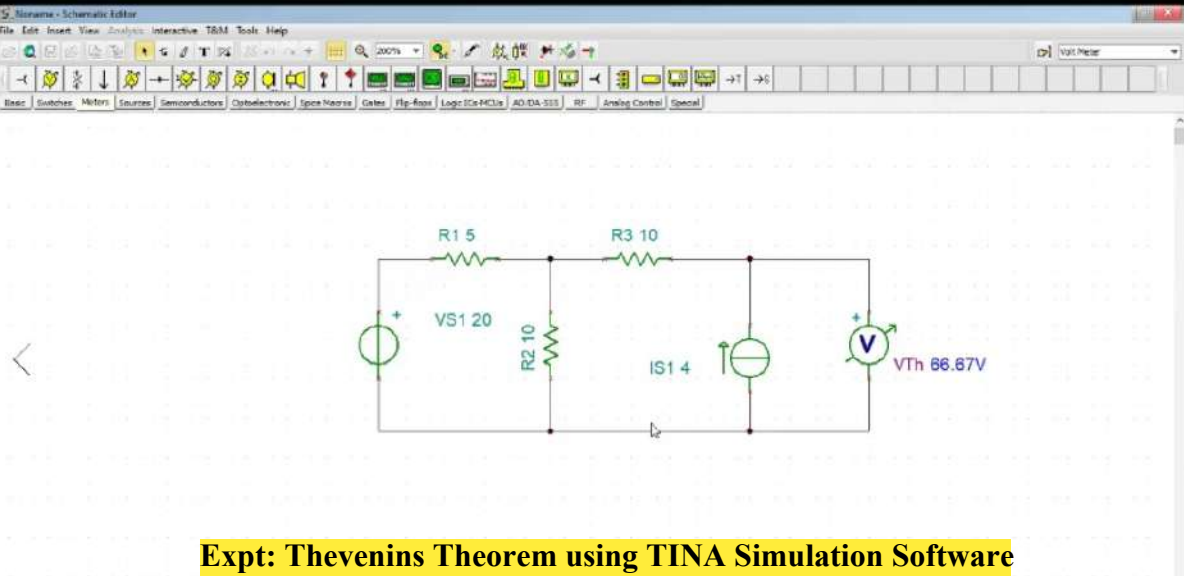 Noname - Schematic Editor
File Edit Insert View Analysis Interactive T&M Tools Help
200% Volt Meter
Basic Switches Meters Sources Semiconductors Optoelectronic Spice Macros Gates Flip-flops Logic ICs-MCUs AD/DA-555 RF Analog Control Special
R1 5 R3 10
VS1 20
R2 10
IS1 4
V
VTh 66.67V
Expt: Thevenins Theorem using TINA Simulation Software